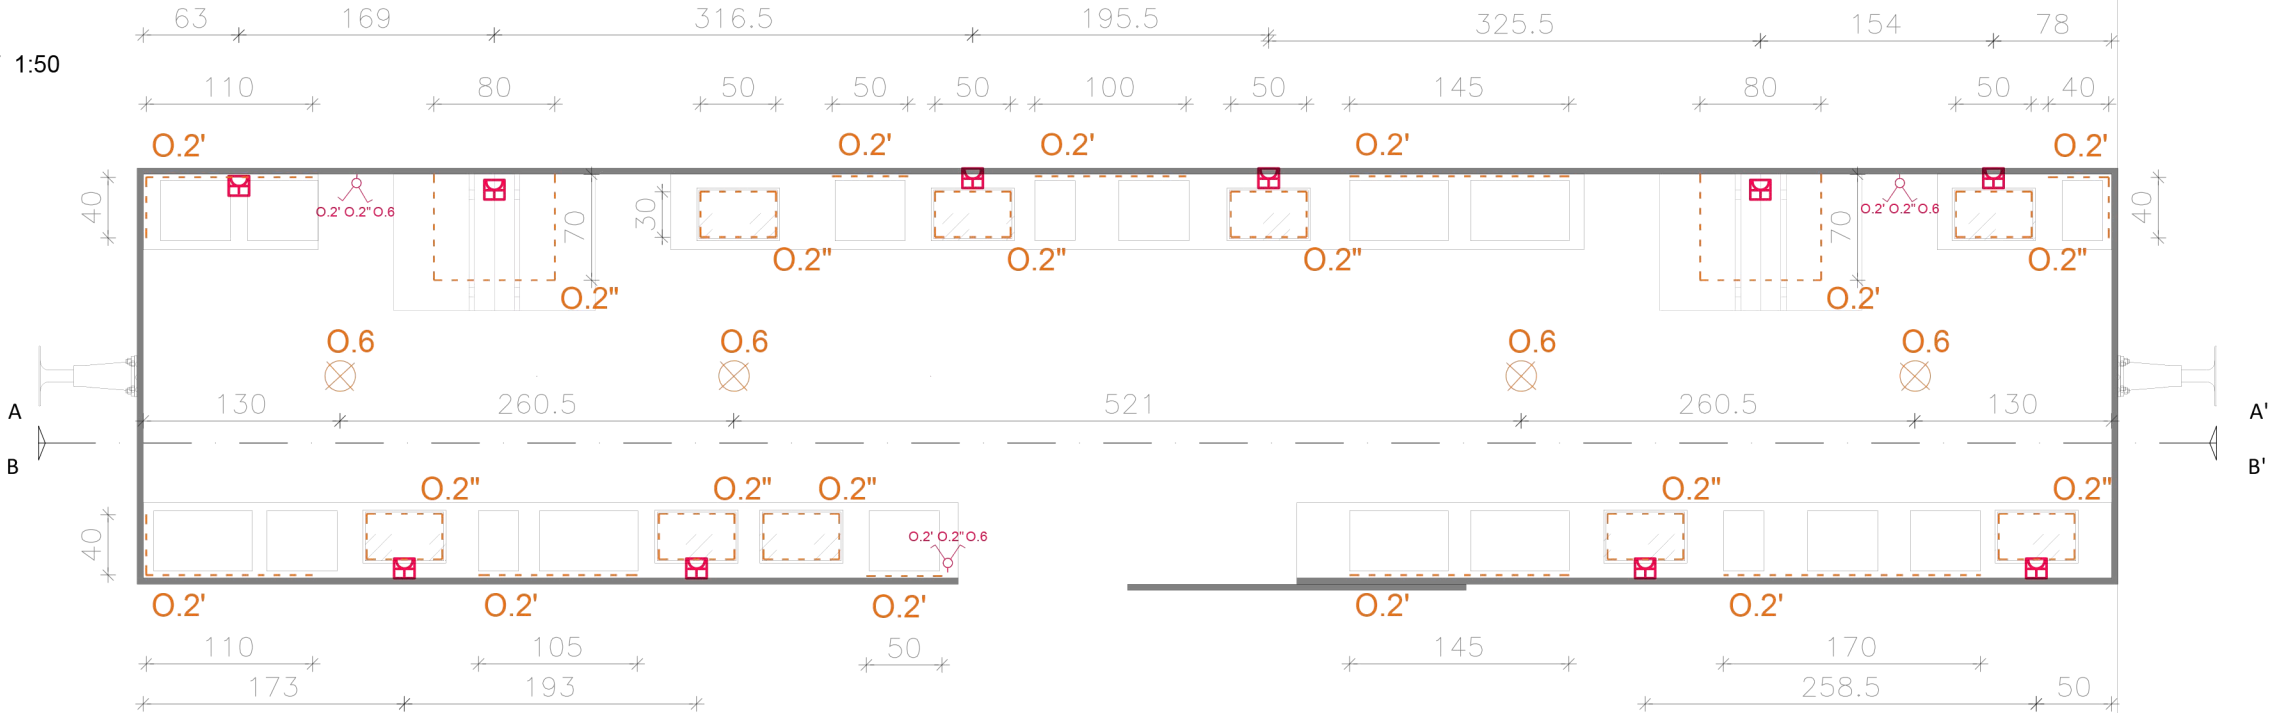 63 169 316.5 195.5 325.5 154 78
1:50
110 80 50 50 50 100 50 145 80 50 40
O.2' O.2' O.2' O.2' O.2'
40 O.2' O.2" O.6 70 30 O.2' O.2" O.6 70 40
O.2" O.2" O.2" O.2"
O.2" O.2'
O.6 O.6 O.6 O.6
130 260.5 521 260.5 130
A A'
B B'
O.2" O.2" O.2" O.2" O.2"
40 O.2' O.2" O.6
O.2' O.2' O.2' O.2' O.2'
110 105 50 145 170
173 193 258.5 50